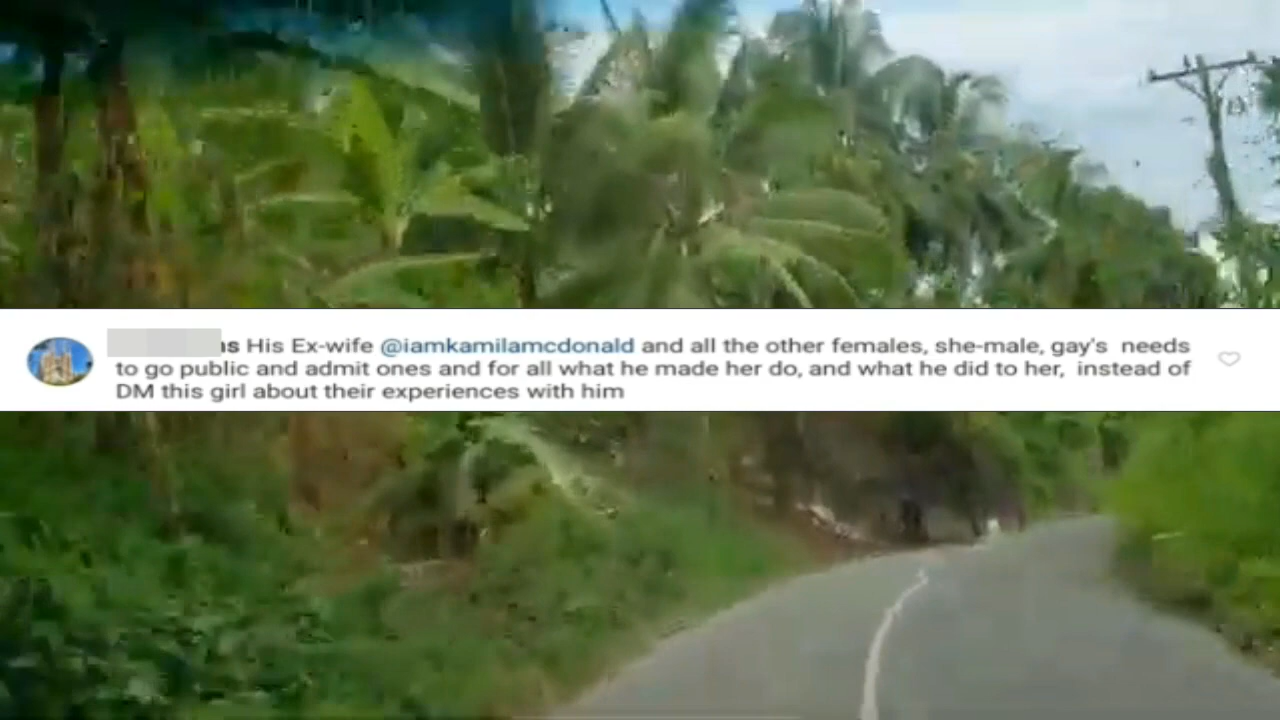 as His Ex-wife @iamkamilamcdonald and all the other females, she-male, gay's needs
to go public and admit ones and for all what he made her do, and what he did to her, instead of
DM this girl about their experiences with him